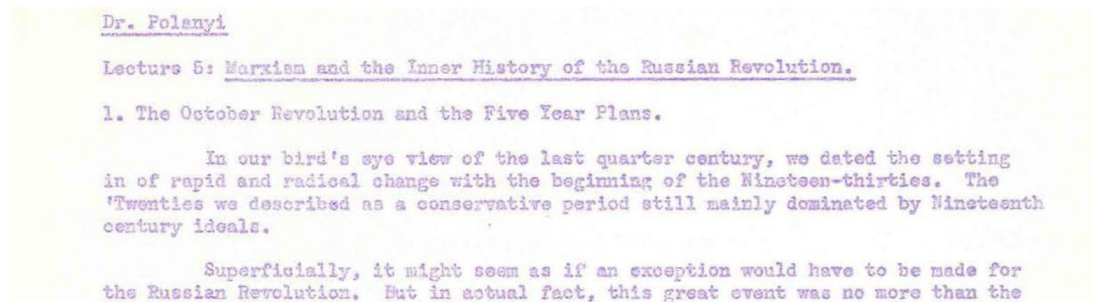 Dr. Polanyi
Lecture 5: Marxism and the Inner History of the Russian Revolution.
1. The October Revolution and the Five Year Plans.
In our bird's eye view of the last quarter century, we dated the setting
in of rapid and radical change with the beginning of the Nineteen-thirties. The
'Twenties we described as a conservative period still mainly dominated by Nineteenth
century ideals.
Superficially, it might seem as if an exception would have to be made for
the Russian Revolution. But in actual fact, this great event was no more than the